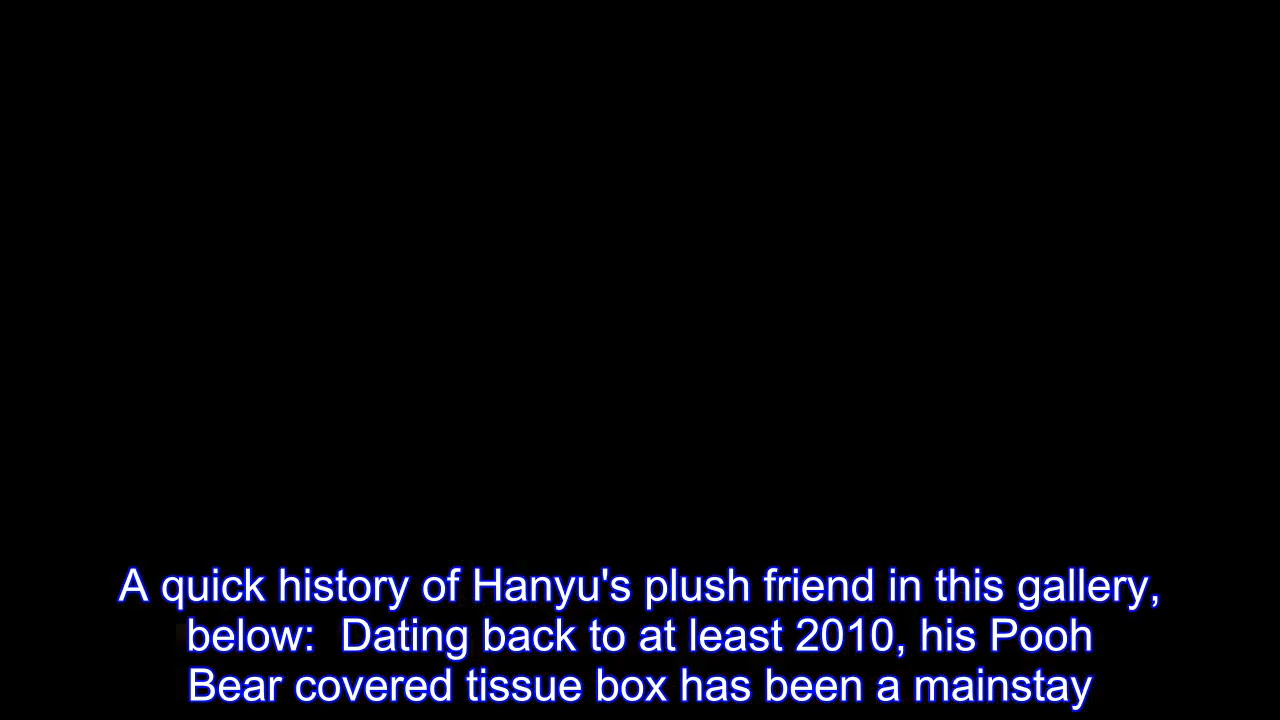 A quick history of Hanyu's plush friend in this gallery,
below:  Dating back to at least 2010, his Pooh
Bear covered tissue box has been a mainstay